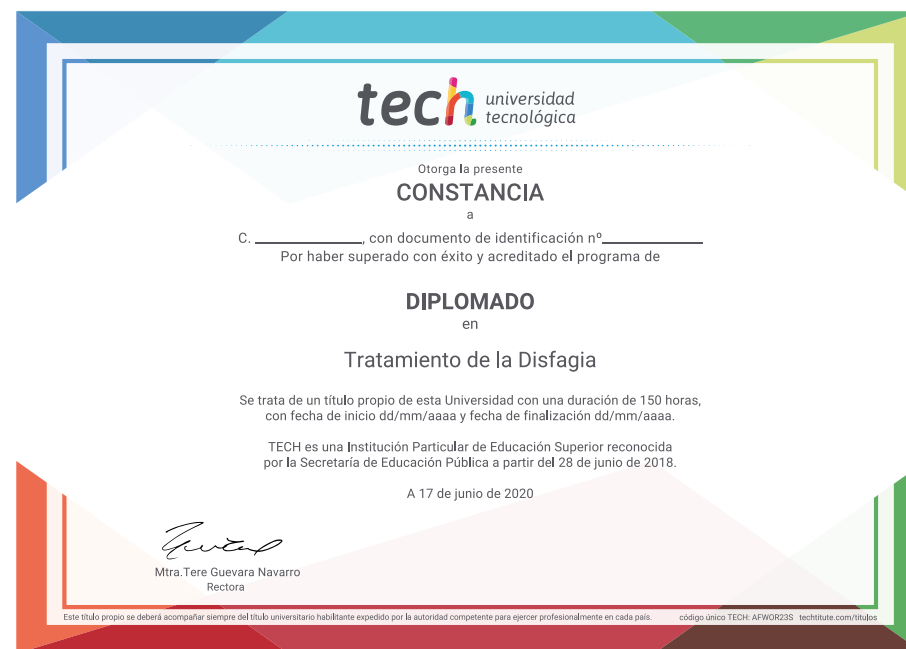 tech universidad
tecnológica
Otorga la presente
CONSTANCIA
a
C. ____________, con documento de identificación nº____________
Por haber superado con éxito y acreditado el programa de
DIPLOMADO
en
Tratamiento de la Disfagia
Se trata de un título propio de esta Universidad con una duración de 150 horas,
con fecha de inicio dd/mm/aaaa y fecha de finalización dd/mm/aaaa.
TECH es una Institución Particular de Educación Superior reconocida
por la Secretaría de Educación Pública a partir del 28 de junio de 2018.
A 17 de junio de 2020
Mtra.Tere Guevara Navarro
Rectora
Este título propio se deberá acompañar siempre del título universitario habilitante expedido por la autoridad competente para ejercer profesionalmente en cada país. código único TECH: AFWOR23S techtitute.com/titulos